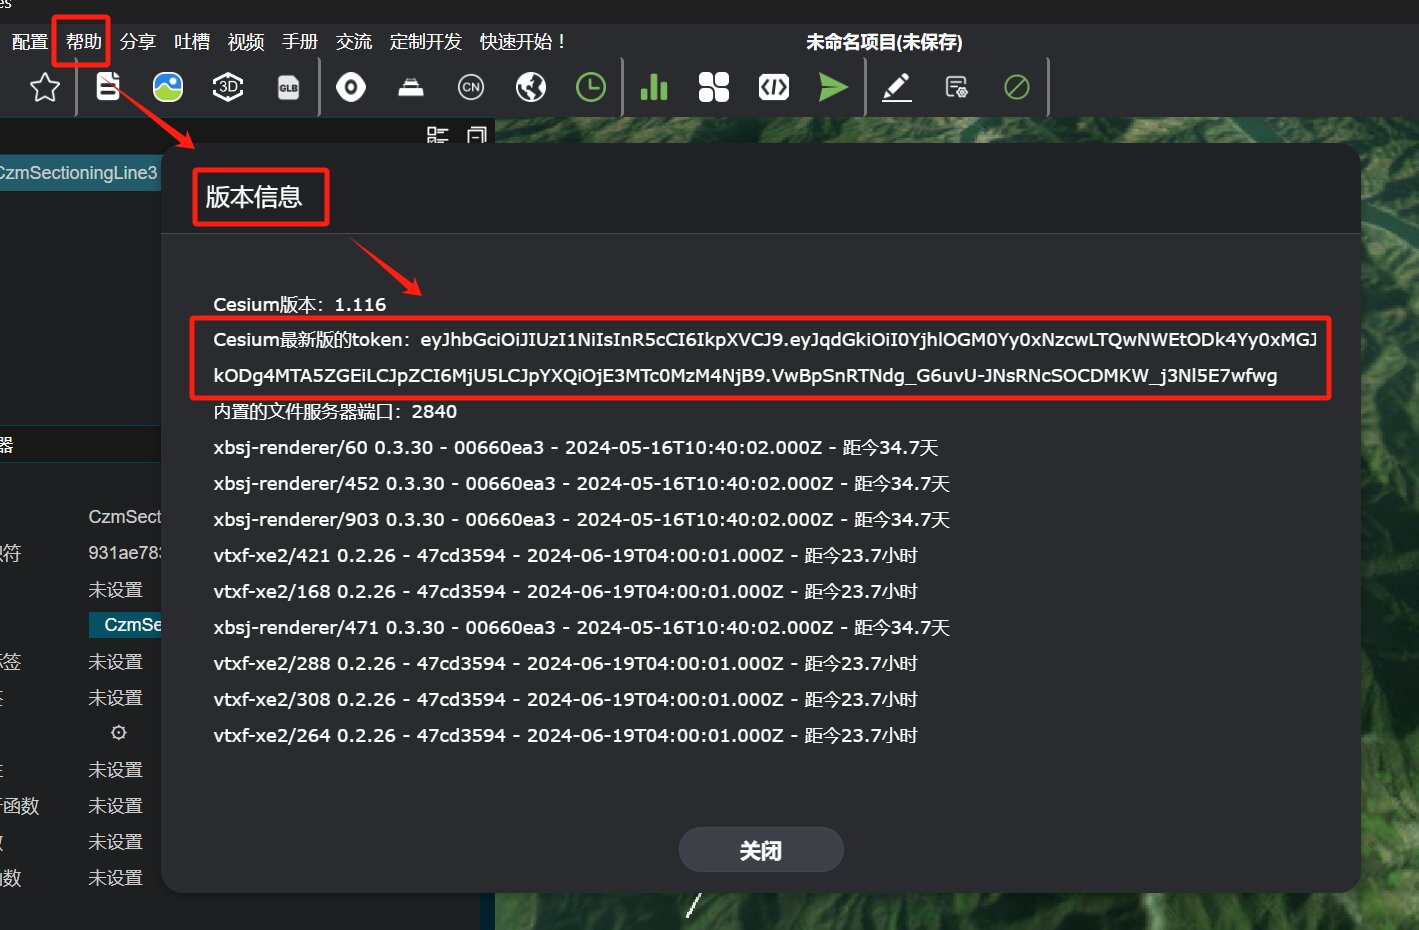 es
配置 帮助 分享 吐槽 视频 手册 交流 定制开发 快速开始！ 未命名项目(未保存)
3D GLB CN
CzmSectioningLine3
版本信息
Cesium版本：1.116
Cesium最新版的token：eyJhbGciOiJIUzI1NiIsInR5cCI6IkpXVCJ9.eyJqdGkiOiI0YjhlOGM0Yy0xNzcwLTQwNWEtODk4Yy0xMGJ
kODg4MTA5ZGEiLCJpZCI6MjU5LCJpYXQiOjE3MTc0MzM4NjB9.VwBpSnRTNdg_G6uvU-JNsRNcSOCDMKW_j3Nl5E7wfwg
内置的文件服务器端口：2840
xbsj-renderer/60 0.3.30 - 00660ea3 - 2024-05-16T10:40:02.000Z - 距今34.7天
xbsj-renderer/452 0.3.30 - 00660ea3 - 2024-05-16T10:40:02.000Z - 距今34.7天
xbsj-renderer/903 0.3.30 - 00660ea3 - 2024-05-16T10:40:02.000Z - 距今34.7天
vtxf-xe2/421 0.2.26 - 47cd3594 - 2024-06-19T04:00:01.000Z - 距今23.7小时
vtxf-xe2/168 0.2.26 - 47cd3594 - 2024-06-19T04:00:01.000Z - 距今23.7小时
xbsj-renderer/471 0.3.30 - 00660ea3 - 2024-05-16T10:40:02.000Z - 距今34.7天
vtxf-xe2/288 0.2.26 - 47cd3594 - 2024-06-19T04:00:01.000Z - 距今23.7小时
vtxf-xe2/308 0.2.26 - 47cd3594 - 2024-06-19T04:00:01.000Z - 距今23.7小时
vtxf-xe2/264 0.2.26 - 47cd3594 - 2024-06-19T04:00:01.000Z - 距今23.7小时
关闭
器
CzmSect
符 931ae783
未设置
CzmSe
签 未设置
未设置
未设置
函数 未设置
未设置
数 未设置